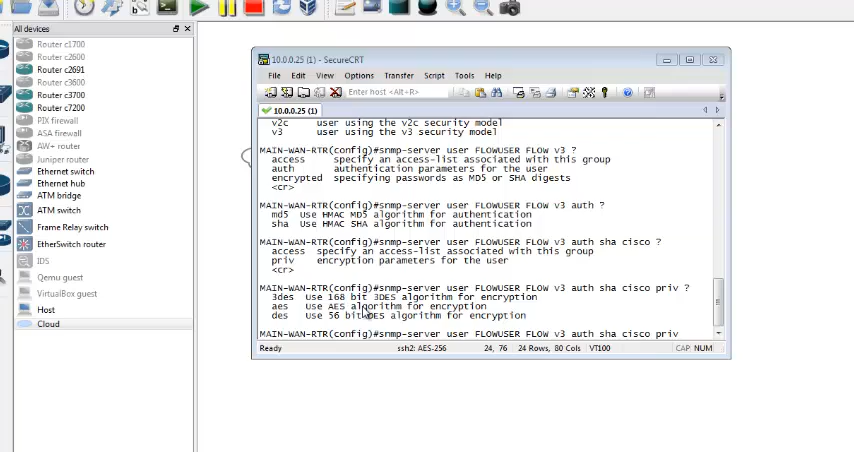 All devices
Router c1700
Router c2600
Router c2691
Router c3600
Router c3700
Router c7200
PIX firewall
ASA firewall
AW+ router
Juniper router
Ethernet switch
Ethernet hub
ATM bridge
ATM switch
Frame Relay switch
EtherSwitch router
IDS
Qemu guest
VirtualBox guest
Host
Cloud
10.0.0.25 (1) - SecureCRT
File Edit View Options Transfer Script Tools Help
Enter host <Alt+R>
10.0.0.25 (1)
v2c user using the v2c security model
v3 user using the v3 security model
MAIN-WAN-RTR(config)#snmp-server user FLOWUSER FLOW v3 ?
access specify an access-list associated with this group
auth authentication parameters for the user
encrypted specifying passwords as MD5 or SHA digests
<cr>
MAIN-WAN-RTR(config)#snmp-server user FLOWUSER FLOW v3 auth ?
md5 Use HMAC MD5 algorithm for authentication
sha Use HMAC SHA algorithm for authentication
MAIN-WAN-RTR(config)#snmp-server user FLOWUSER FLOW v3 auth sha cisco ?
access specify an access-list associated with this group
priv encryption parameters for the user
<cr>
MAIN-WAN-RTR(config)#snmp-server user FLOWUSER FLOW v3 auth sha cisco priv ?
3des Use 168 bit 3DES algorithm for encryption
aes Use AES algorithm for encryption
des Use 56 bit DES algorithm for encryption
MAIN-WAN-RTR(config)#snmp-server user FLOWUSER FLOW v3 auth sha cisco priv
Ready ssh2: AES-256 24, 76 24 Rows, 80 Cols VT100 CAP NUM